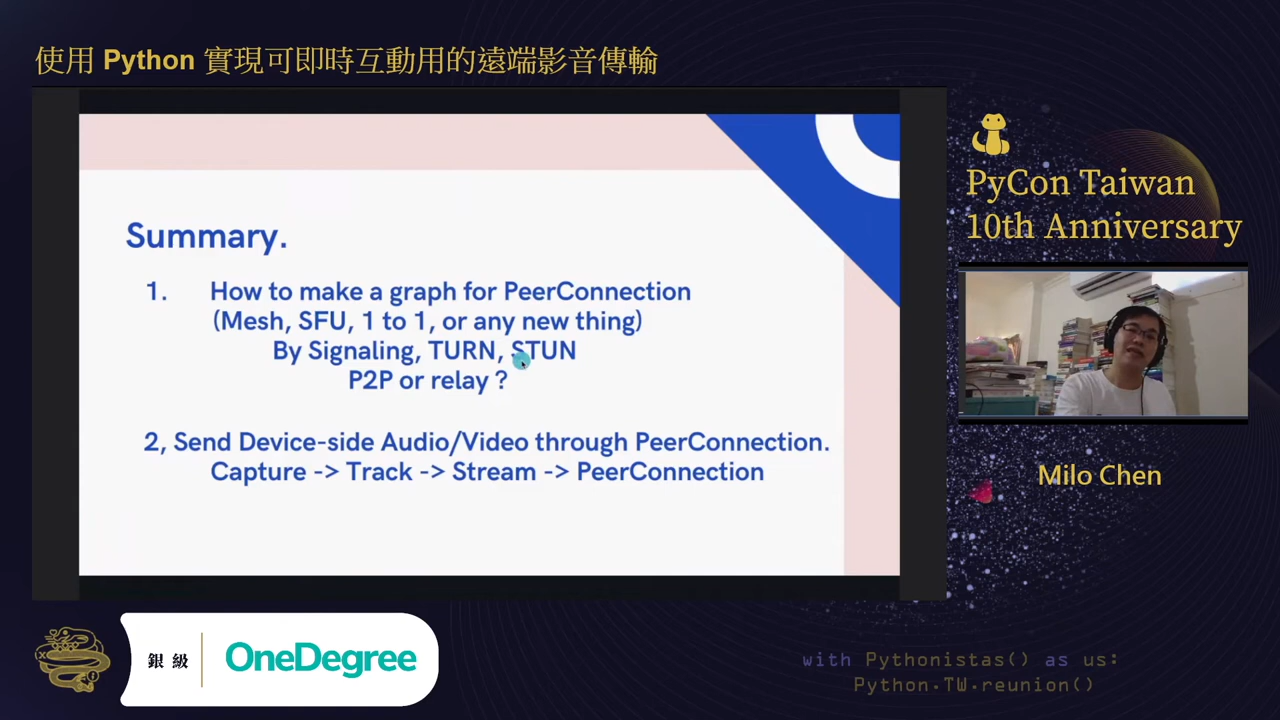 使用 Python 實現可即時互動用的遠端影音傳輸
Summary.
1. How to make a graph for PeerConnection
(Mesh, SFU, 1 to 1, or any new thing)
By Signaling, TURN, STUN
P2P or relay ?
2, Send Device-side Audio/Video through PeerConnection.
Capture -> Track -> Stream -> PeerConnection
PyCon Taiwan
10th Anniversary
Milo Chen
銀級 OneDegree
with Pythonistas() as us:
Python.TW.reunion()